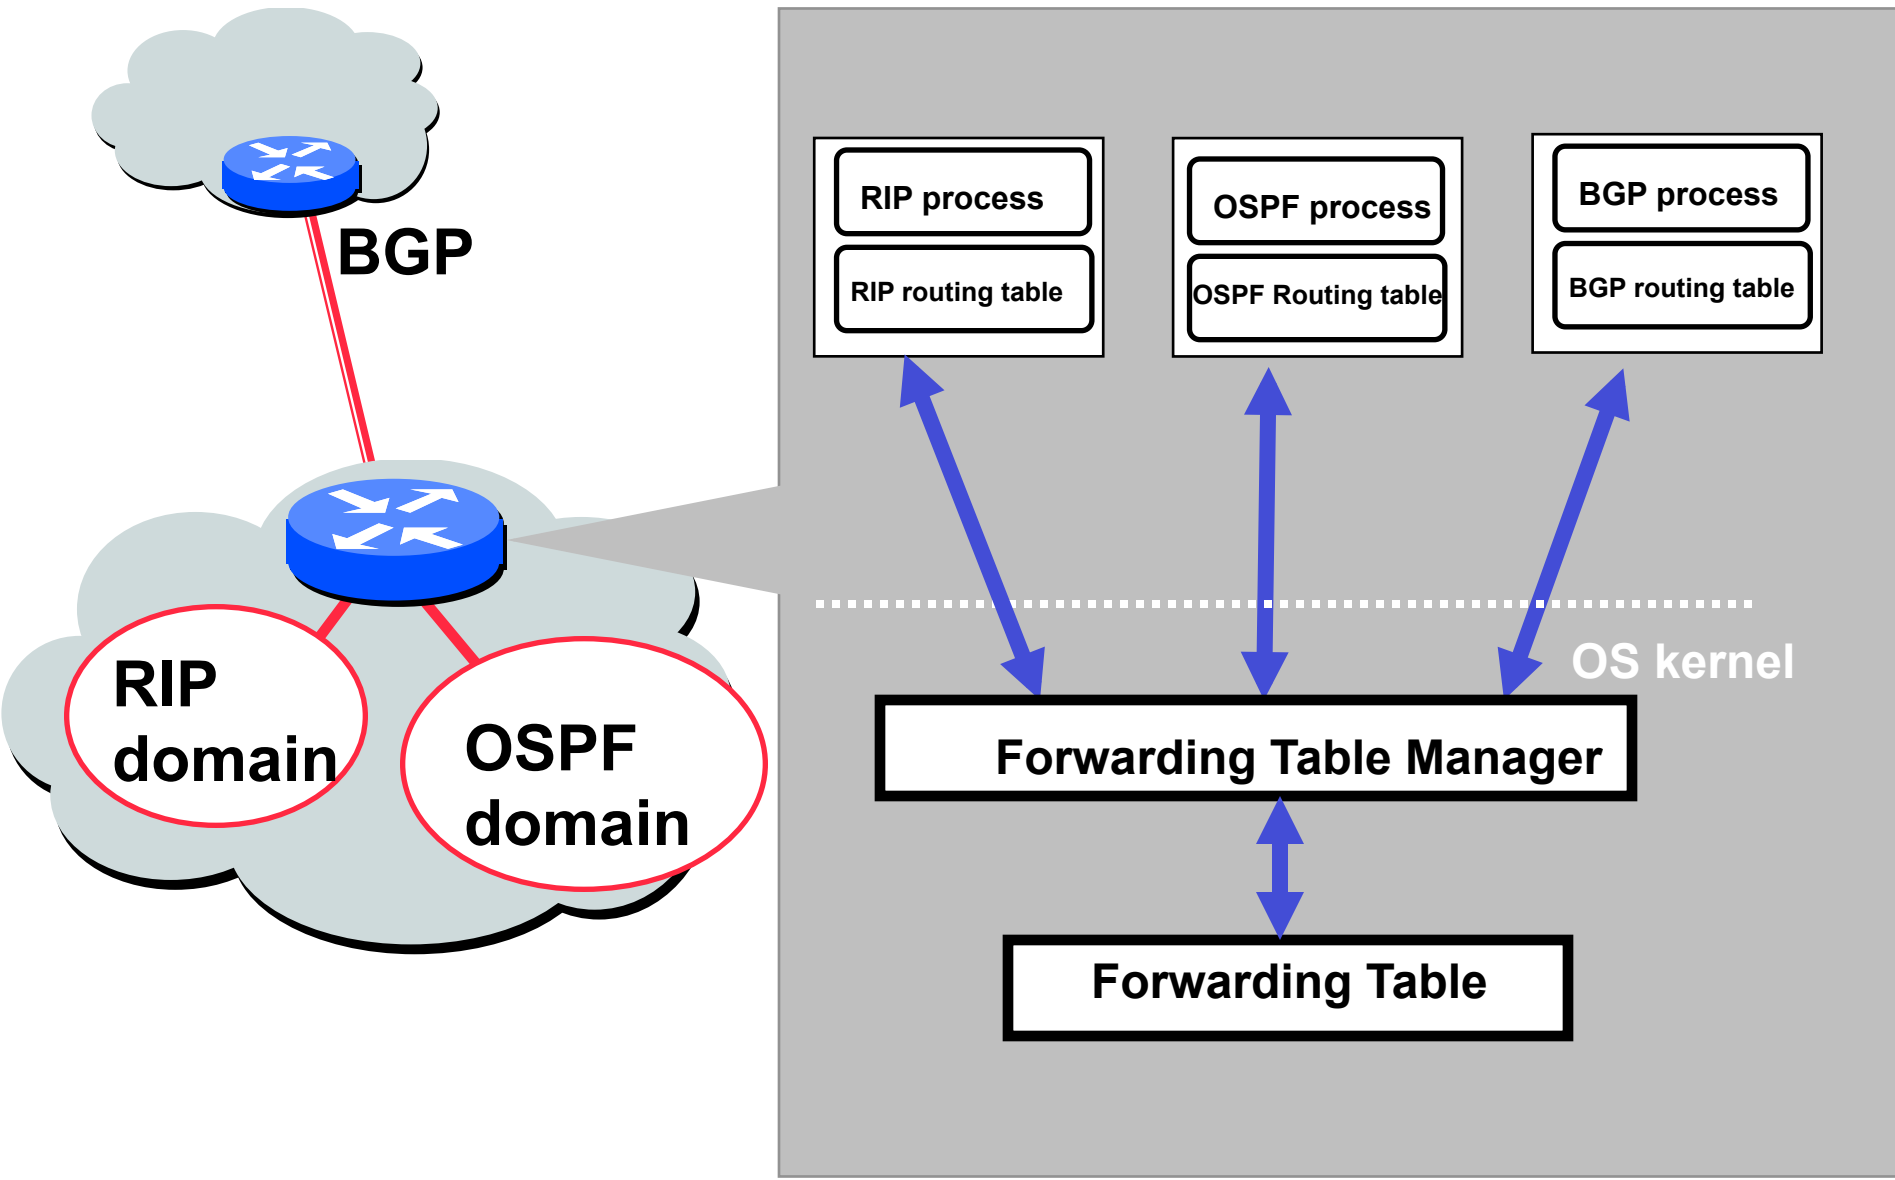 BGP
RIP
domain
OSPF
domain
RIP process
RIP routing table
OSPF process
OSPF Routing table
BGP process
BGP routing table
OS kernel
Forwarding Table Manager
Forwarding Table